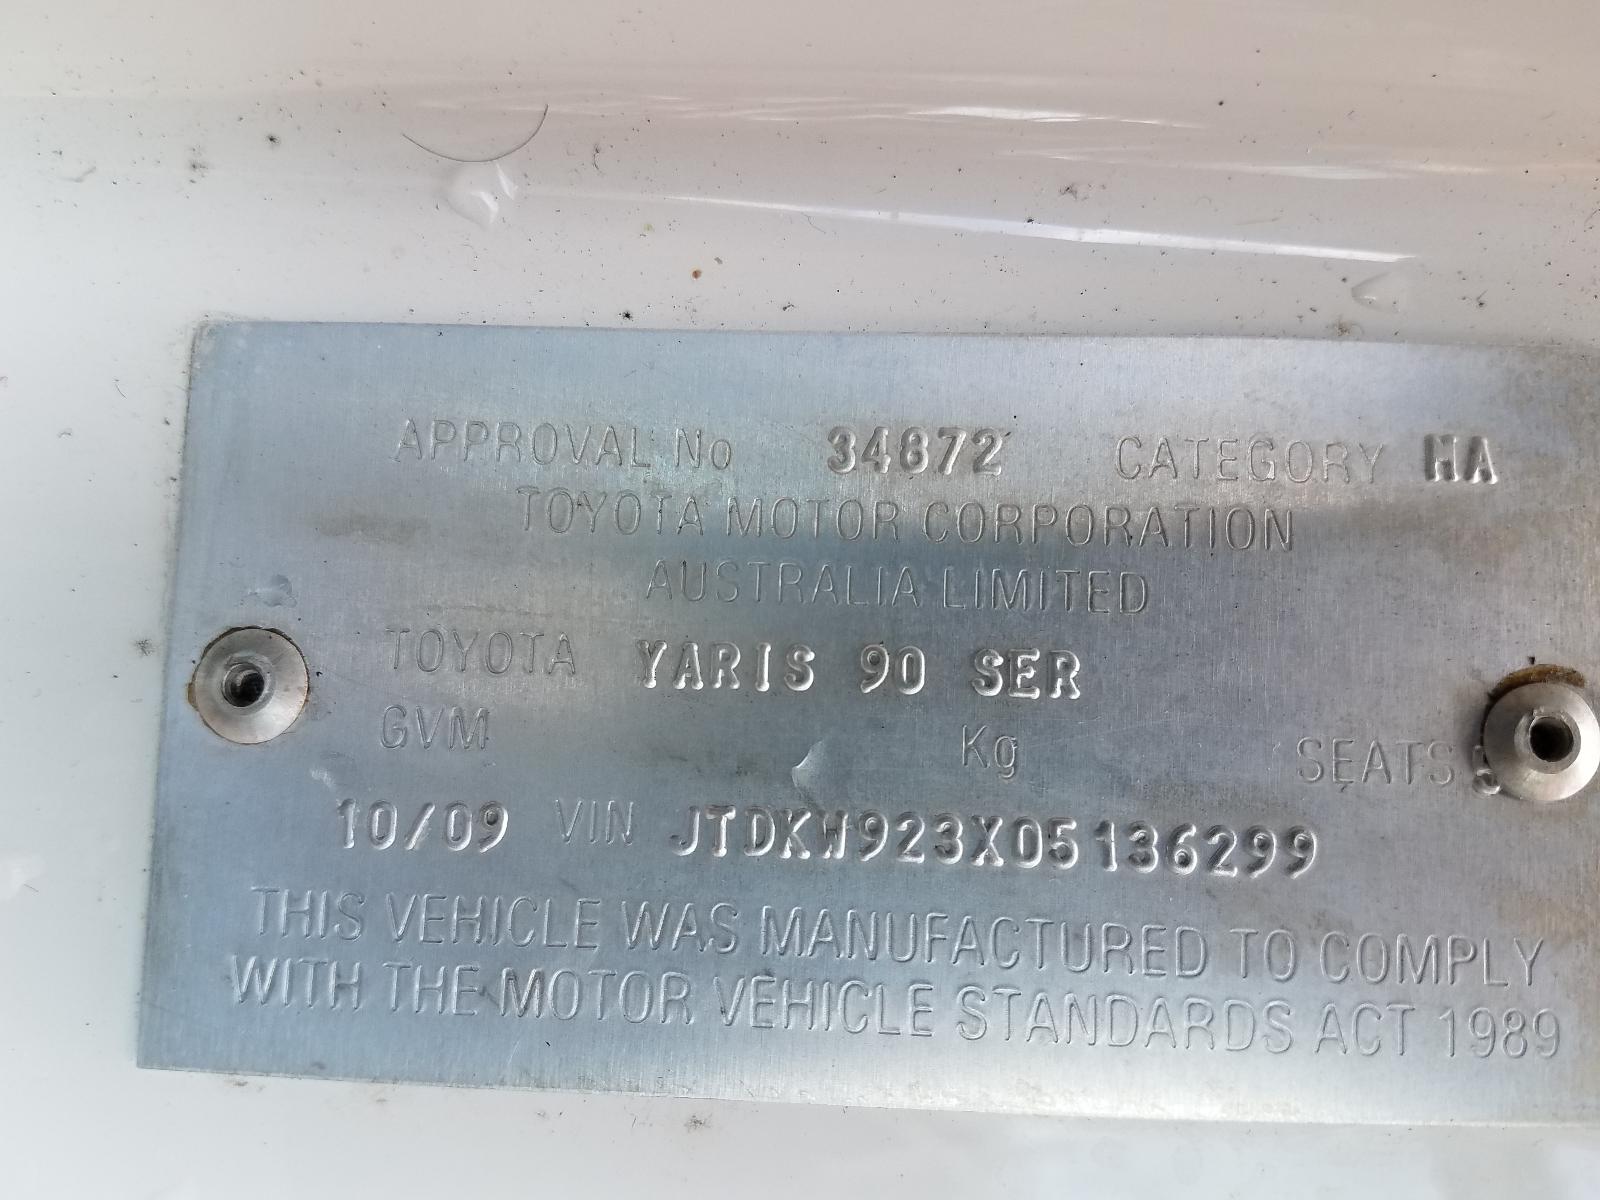 APPROVAL No 34872 CATEGORY MA
TOYOTA MOTOR CORPORATION
AUSTRALIA LIMITED
TOYOTA YARIS 90 SER
GVM Kg SEATS 5
10/09 VIN JTDKW923X05136299
THIS VEHICLE WAS MANUFACTURED TO COMPLY
WITH THE MOTOR VEHICLE STANDARDS ACT 1989